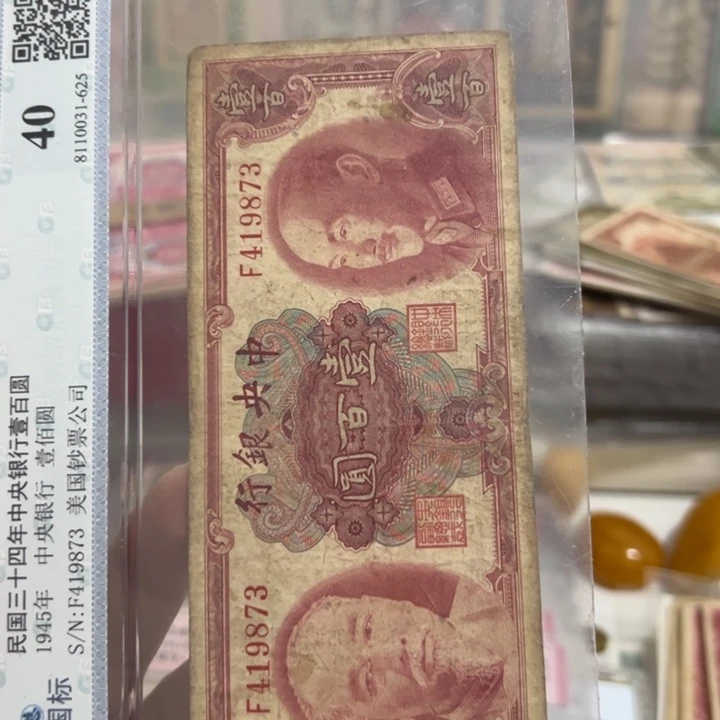 民国三十四年中央银行壹百圆
1945年 中央银行 壹佰圆
S/N:F419873 美国钞票公司
国标
40
8110031-625
壹百
壹百
F419873
中央銀行
壹百圓
F419873